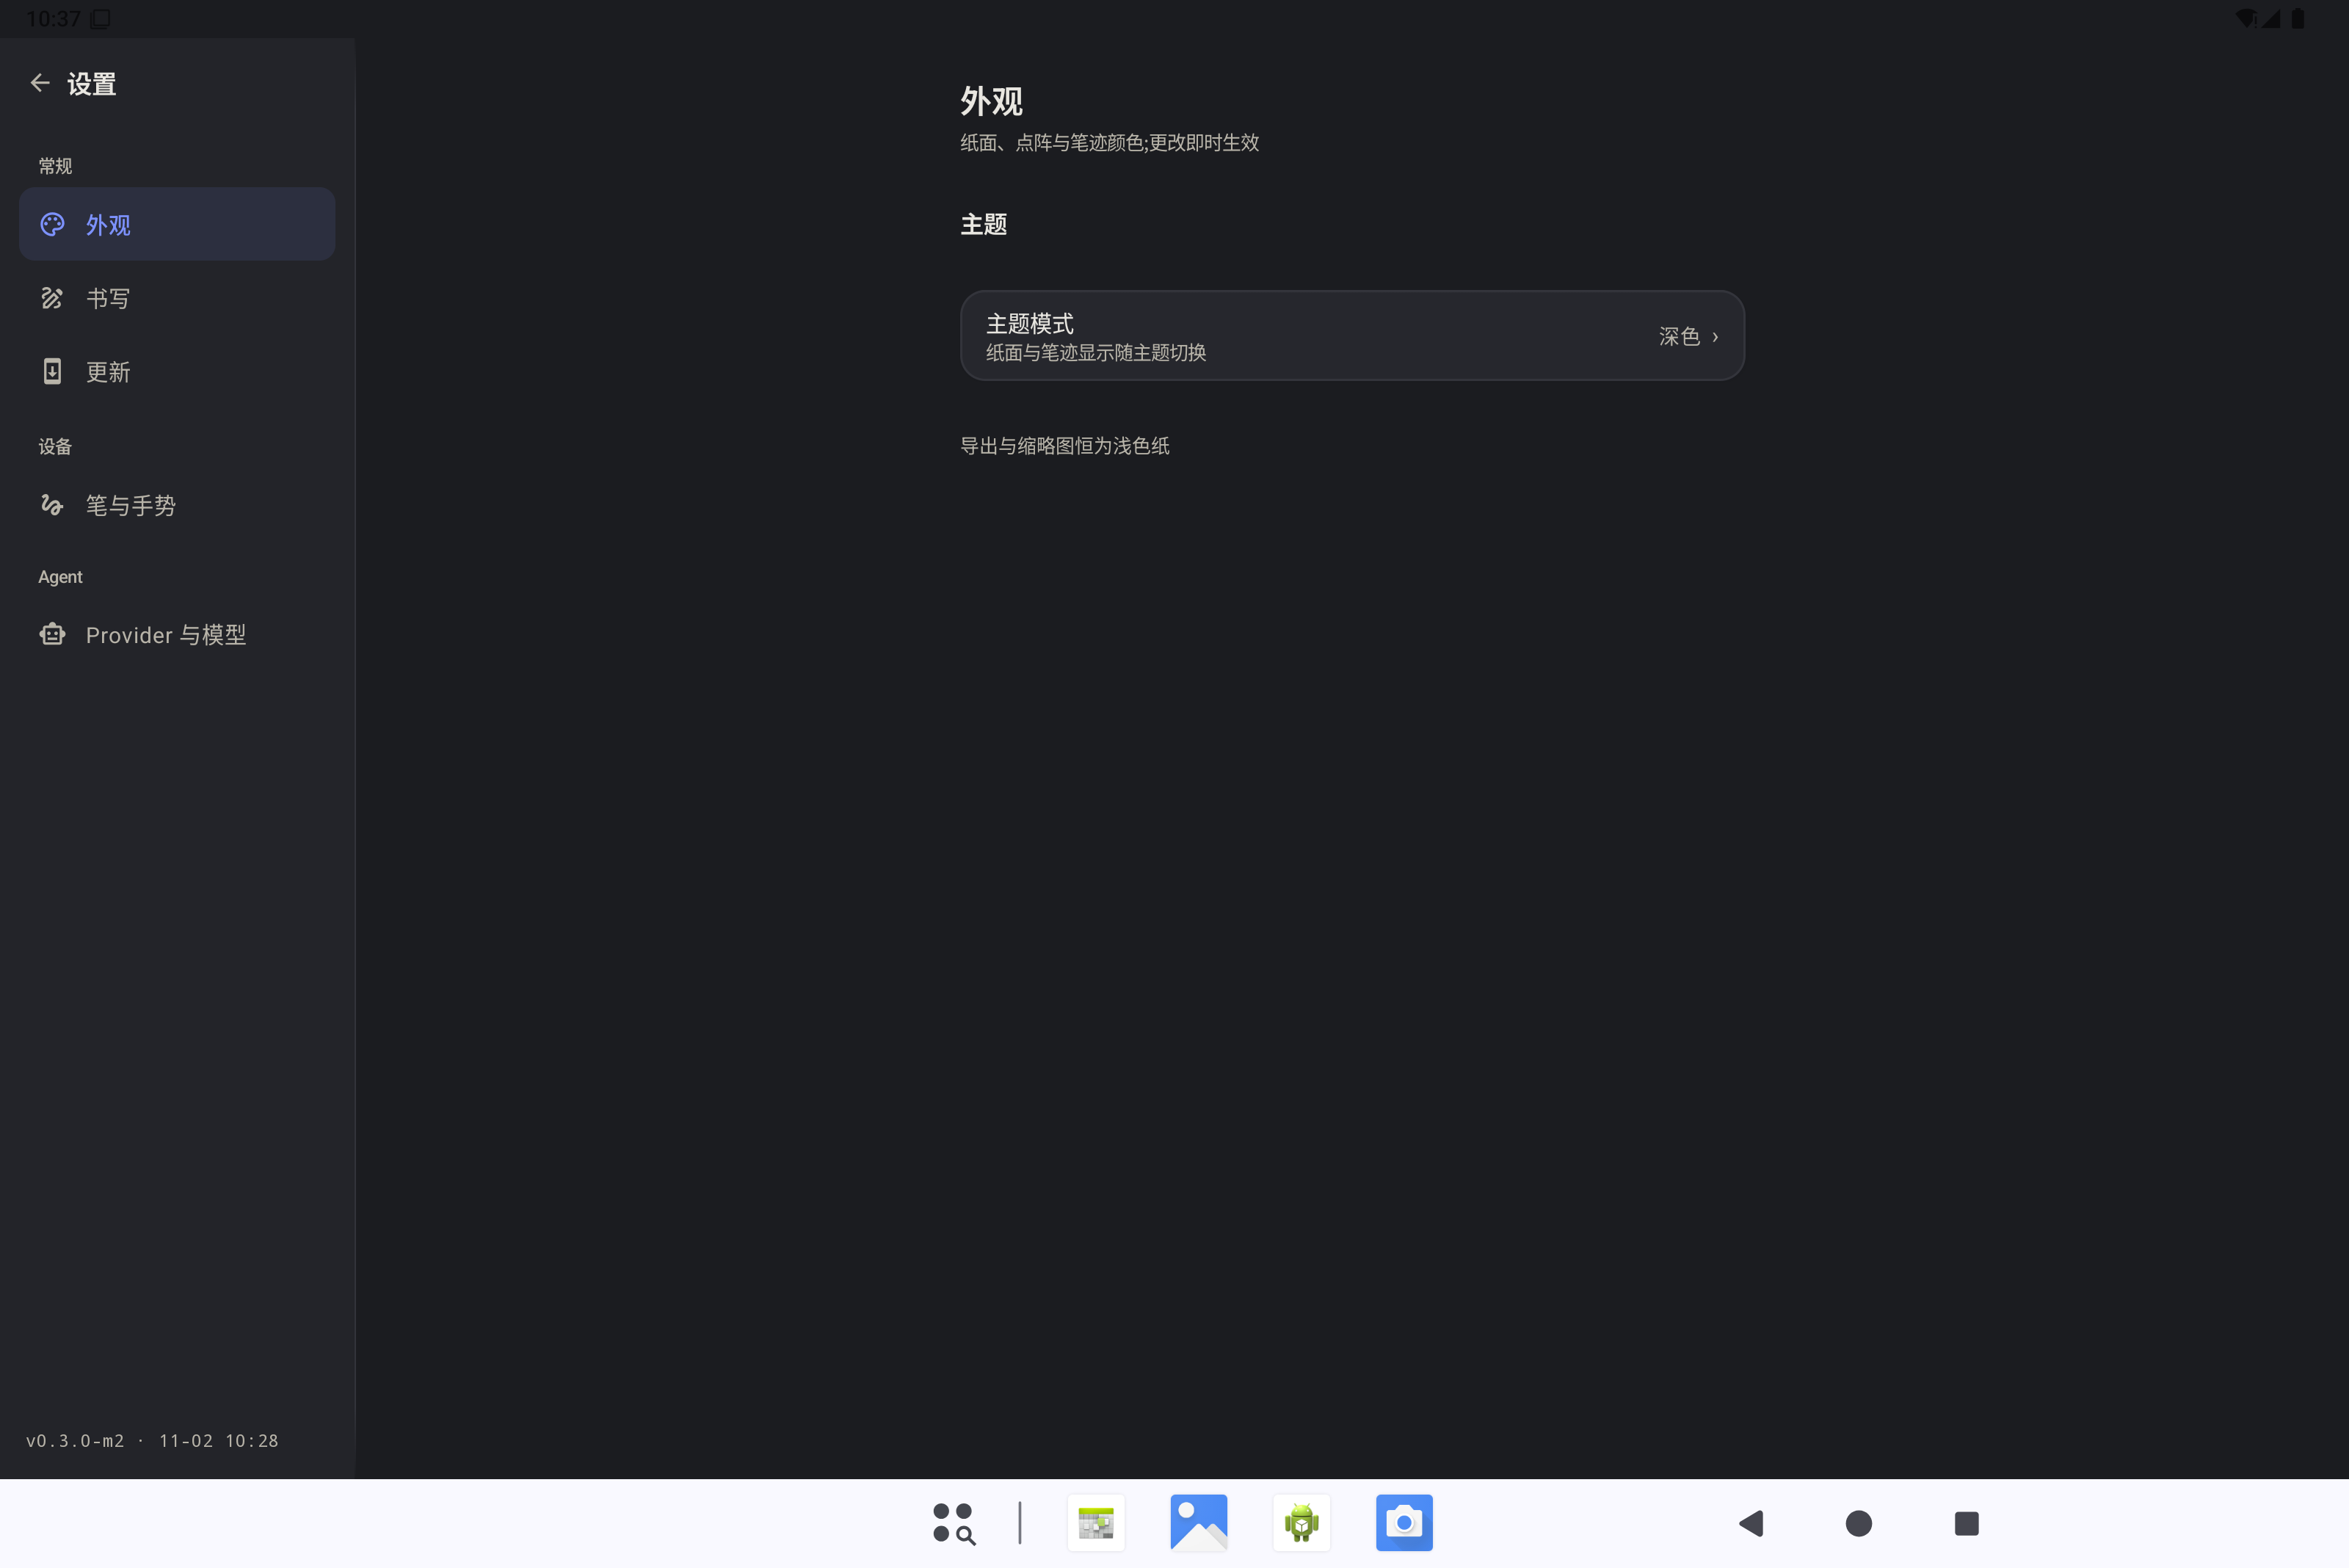 10:37
设置
常规
外观
书写
更新
设备
笔与手势
Agent
Provider 与模型
v0.3.0-m2 · 11-02 10:28
外观
纸面、点阵与笔迹颜色;更改即时生效
主题
主题模式
纸面与笔迹显示随主题切换
深色 ›
导出与缩略图恒为浅色纸